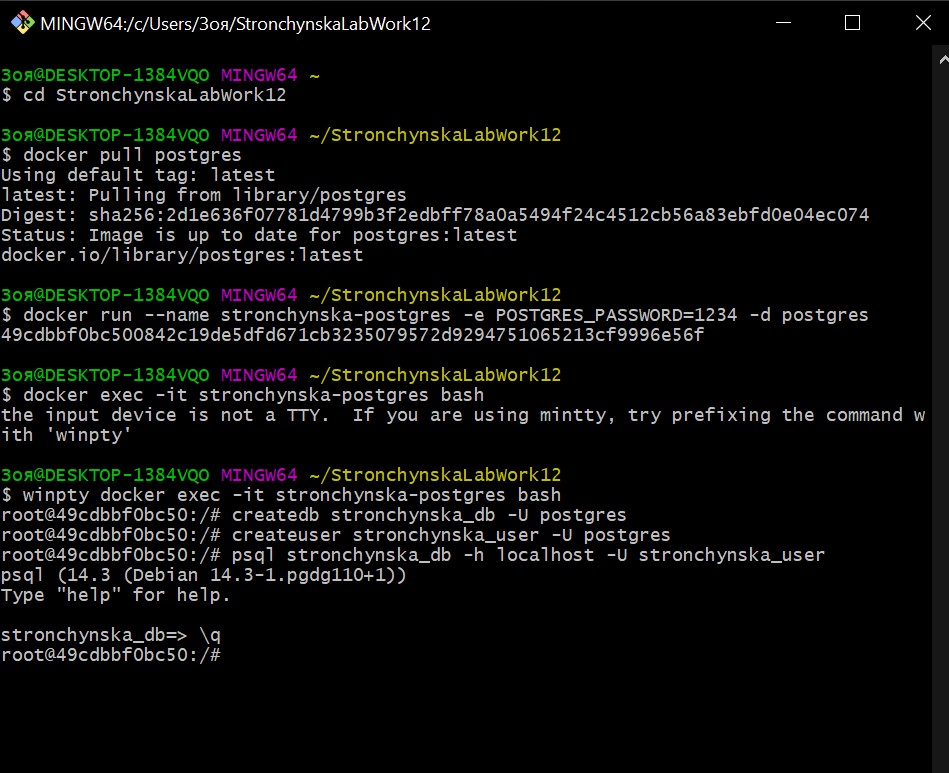 MINGW64:/c/Users/Зоя/StronchynskaLabWork12
Зоя@DESKTOP-1384VQO MINGW64 ~
$ cd StronchynskaLabWork12
Зоя@DESKTOP-1384VQO MINGW64 ~/StronchynskaLabWork12
$ docker pull postgres
Using default tag: latest
latest: Pulling from library/postgres
Digest: sha256:2d1e636f07781d4799b3f2edbff78a0a5494f24c4512cb56a83ebfd0e04ec074
Status: Image is up to date for postgres:latest
docker.io/library/postgres:latest
Зоя@DESKTOP-1384VQO MINGW64 ~/StronchynskaLabWork12
$ docker run --name stronchynska-postgres -e POSTGRES_PASSWORD=1234 -d postgres
49cdbbf0bc500842c19de5dfd671cb3235079572d9294751065213cf9996e56f
Зоя@DESKTOP-1384VQO MINGW64 ~/StronchynskaLabWork12
$ docker exec -it stronchynska-postgres bash
the input device is not a TTY.  If you are using mintty, try prefixing the command w
ith 'winpty'
Зоя@DESKTOP-1384VQO MINGW64 ~/StronchynskaLabWork12
$ winpty docker exec -it stronchynska-postgres bash
root@49cdbbf0bc50:/# createdb stronchynska_db -U postgres
root@49cdbbf0bc50:/# createuser stronchynska_user -U postgres
root@49cdbbf0bc50:/# psql stronchynska_db -h localhost -U stronchynska_user
psql (14.3 (Debian 14.3-1.pgdg110+1))
Type "help" for help.
stronchynska_db=> \q
root@49cdbbf0bc50:/#